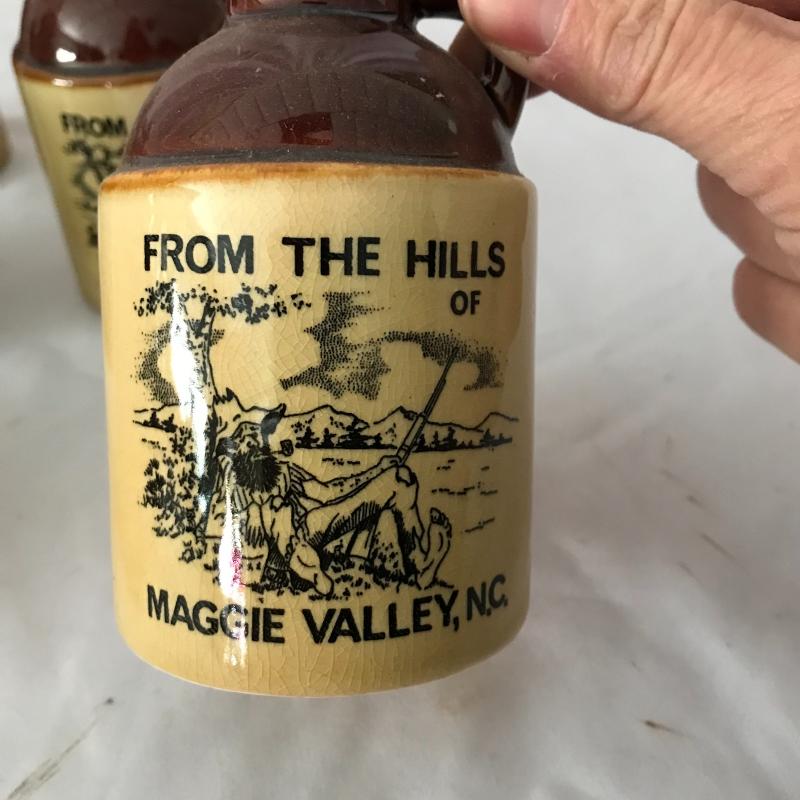 FROM
FROM THE HILLS
OF
MAGGIE VALLEY, N.C.